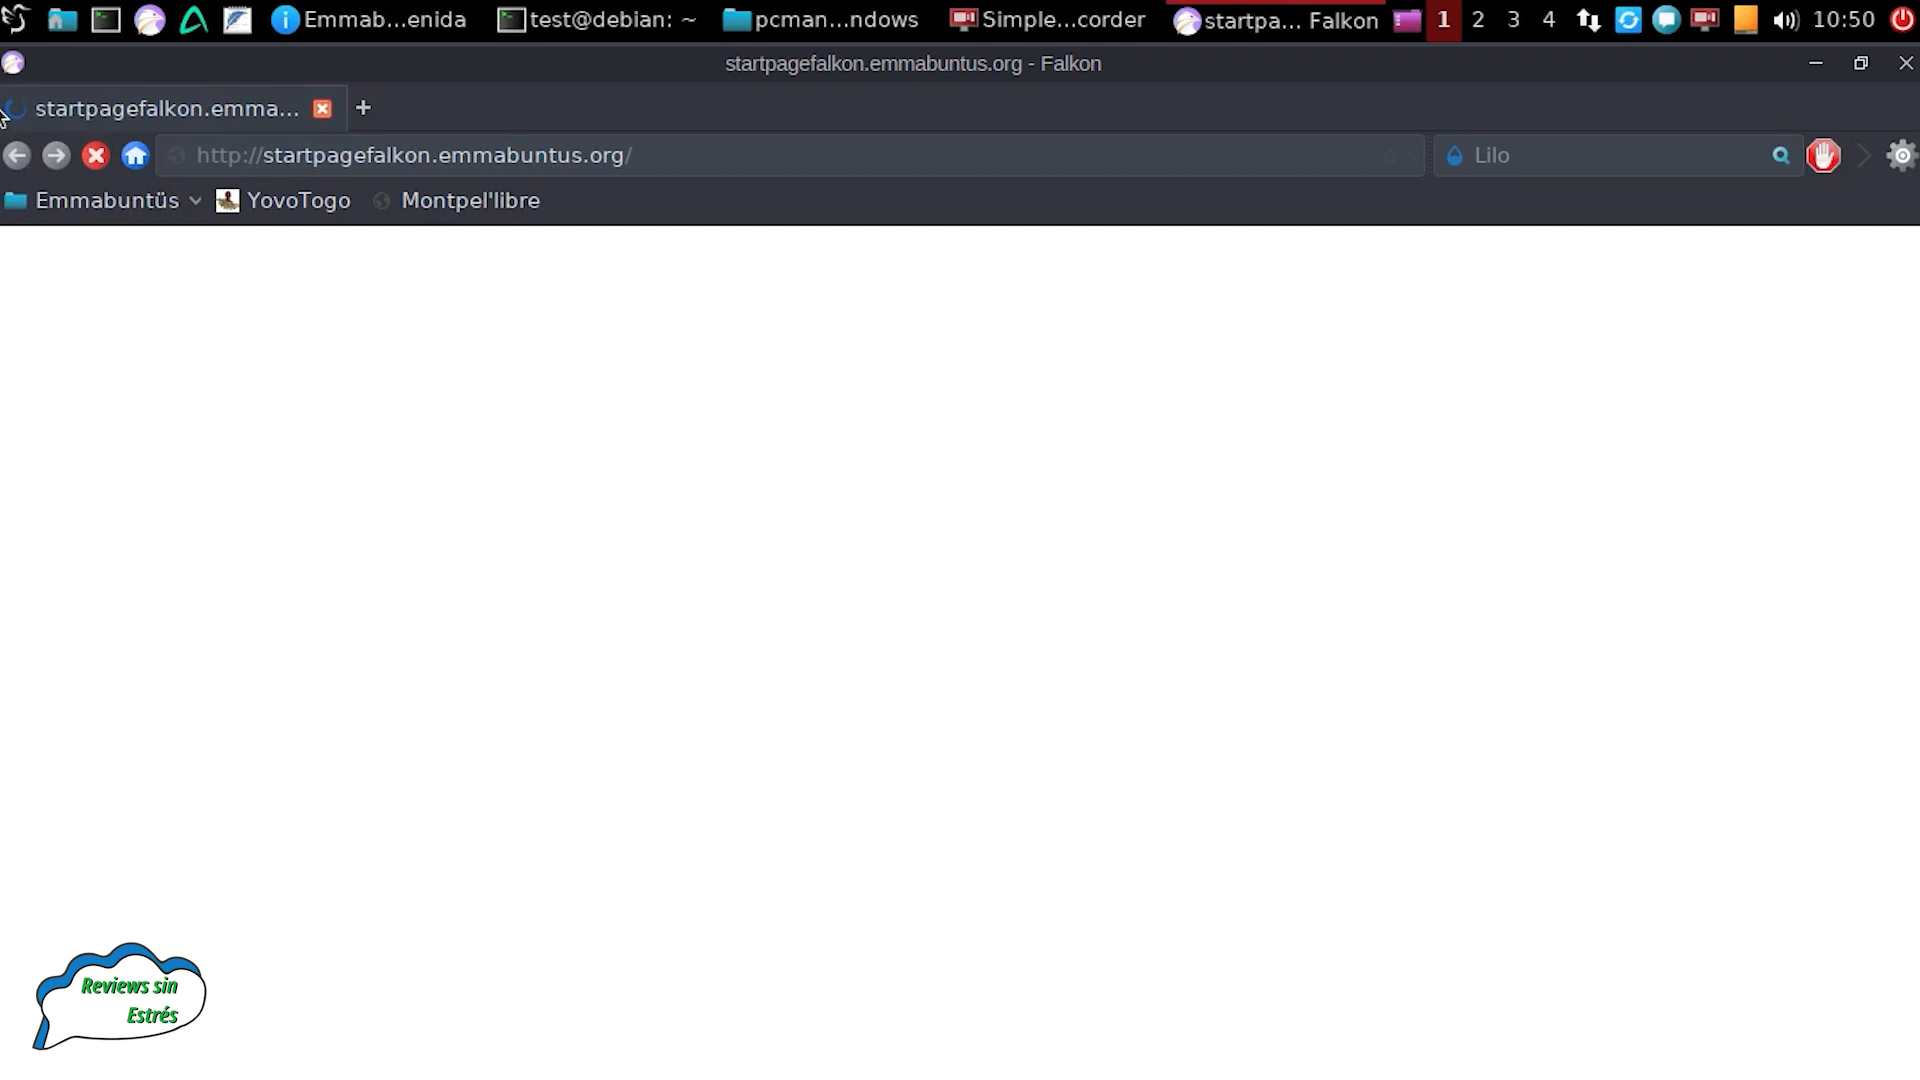 Emmab...enida test@debian: ~ pcman...ndows Simple...corder startpa... Falkon 1 2 3 4 10:50
startpagefalkon.emmabuntus.org - Falkon
startpagefalkon.emma...
http://startpagefalkon.emmabuntus.org/ Lilo
Emmabuntüs YovoTogo Montpel'libre
Reviews sin
Estrés